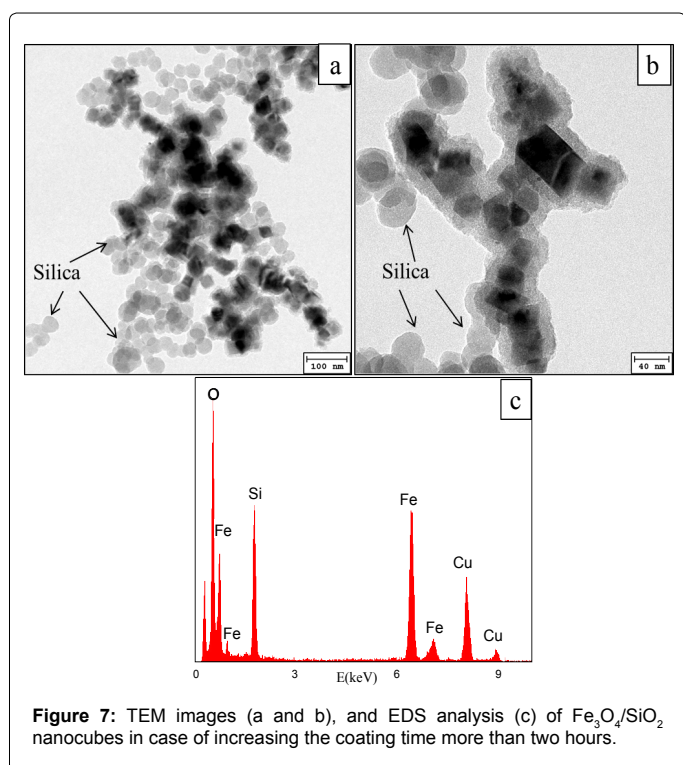 a
b
Silica
Silica
100 nm
40 nm
c
O
Fe
Si
Fe
Fe
Cu
Fe
Cu
0
3
6
9
E(keV)
Figure 7: TEM images (a and b), and EDS analysis (c) of Fe₃O₄/SiO₂
nanocubes in case of increasing the coating time more than two hours.